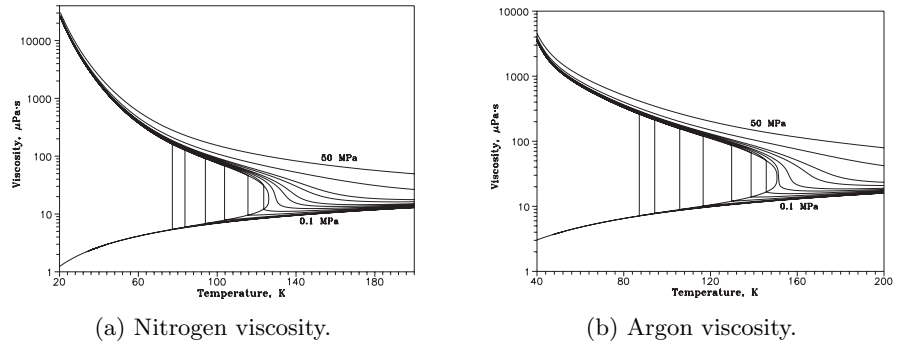 10000
1000
100
10
1
Viscosity, μPa·s
50 MPa
0.1 MPa
20 60 100 140 180
Temperature, K
(a) Nitrogen viscosity.
10000
1000
100
10
1
Viscosity, μPa·s
50 MPa
0.1 MPa
40 80 120 160 200
Temperature, K
(b) Argon viscosity.